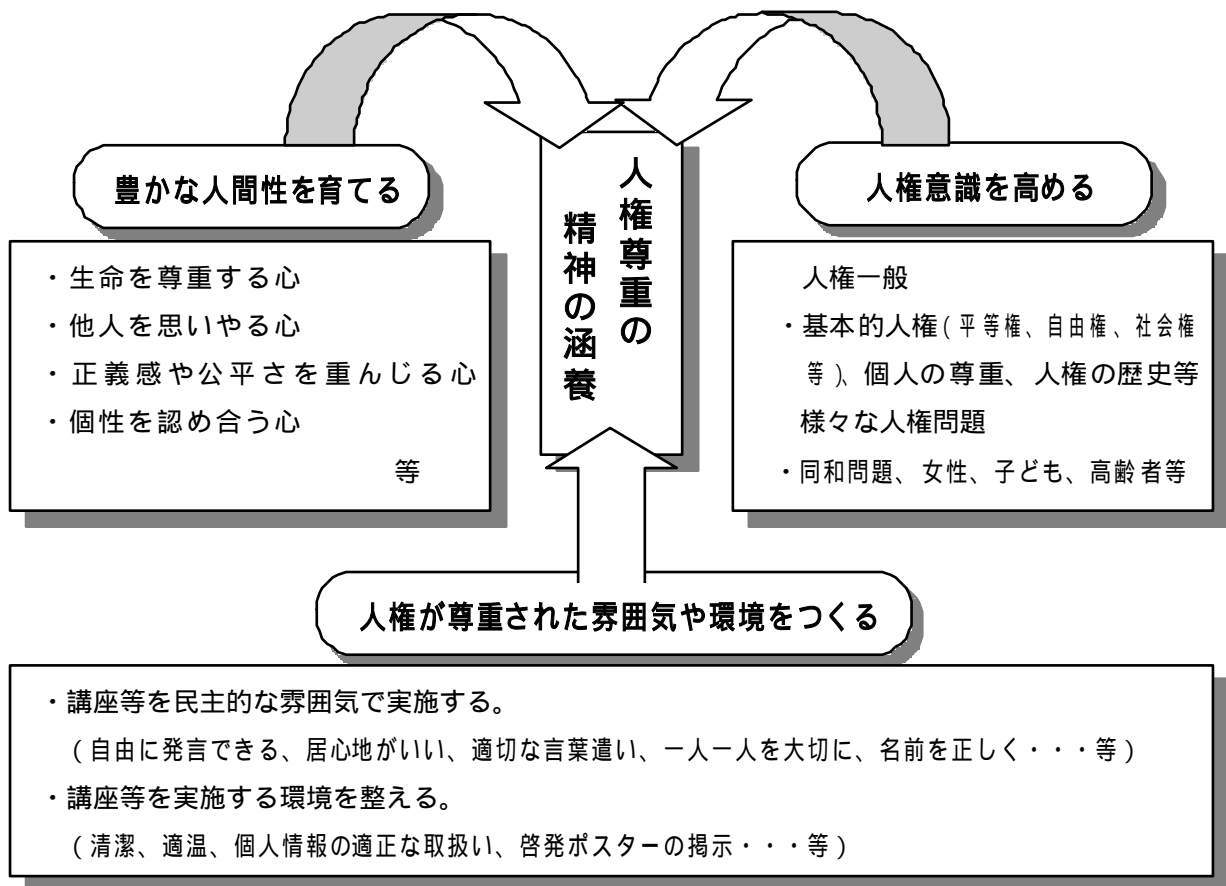 豊かな人間性を育てる
・生命を尊重する心
・他人を思いやる心
・正義感や公平さを重んじる心
・個性を認め合う心
等
人権尊重の
精神の涵養
人権意識を高める
人権一般
・基本的人権(平等権、自由権、社会権
等)、個人の尊重、人権の歴史等
様々な人権問題
・同和問題、女性、子ども、高齢者等
人権が尊重された雰囲気や環境をつくる
・講座等を民主的な雰囲気で実施する。
(自由に発言できる、居心地がいい、適切な言葉遣い、一人一人を大切に、名前を正しく・・・等)
・講座等を実施する環境を整える。
(清潔、適温、個人情報の適正な取扱い、啓発ポスターの掲示・・・等)